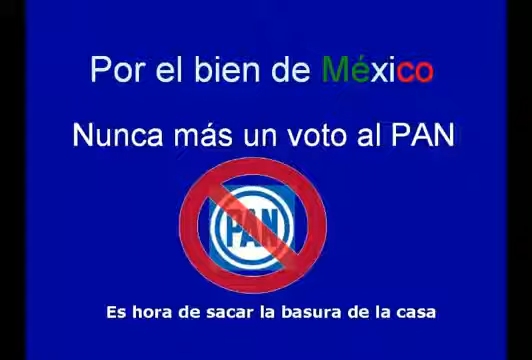 Por el bien de México
Nunca más un voto al PAN
PAN
Es hora de sacar la basura de la casa